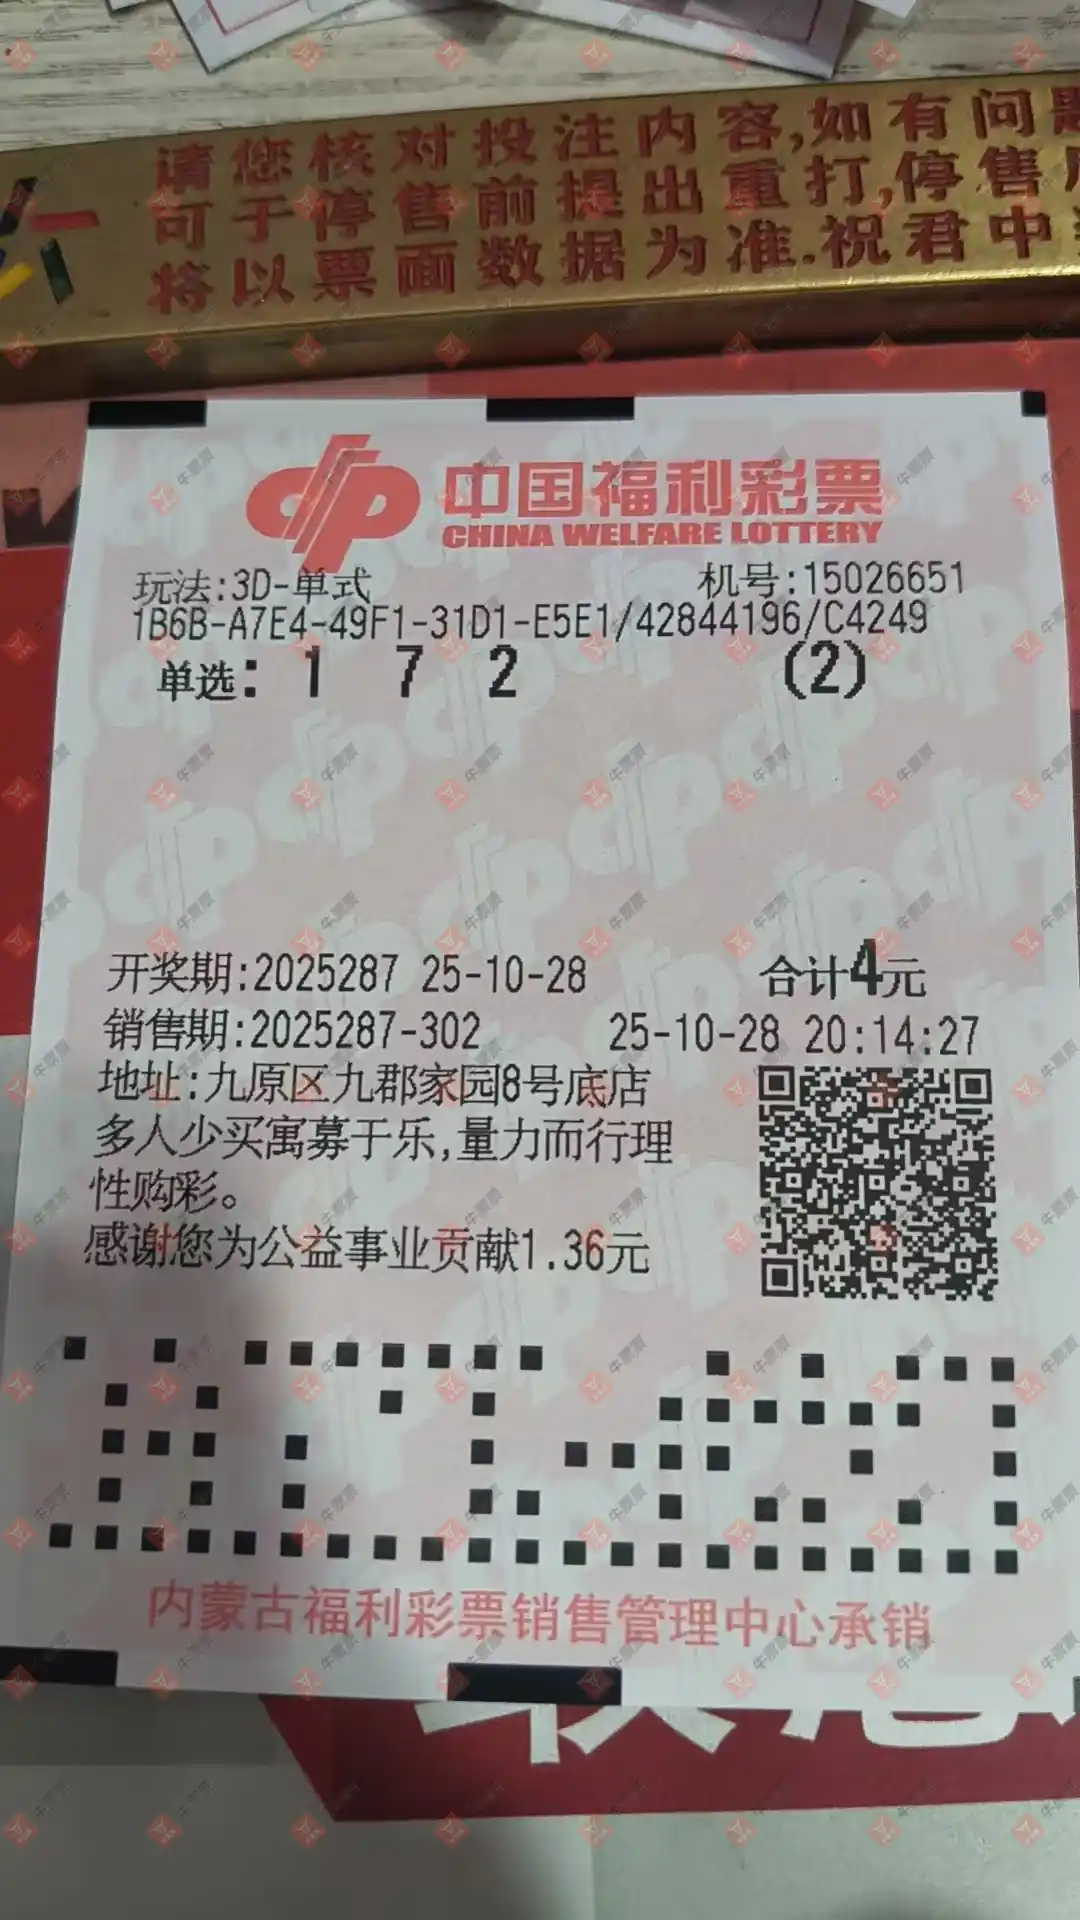 请您核对投注内容,如有问题
可于停售前提出重打,停售后
将以票面数据为准.祝君中
中国福利彩票
CHINA WELFARE LOTTERY
玩法:3D-单式 机号:15026651
1B6B-A7E4-49F1-31D1-E5E1/42844196/C4249
单选: 1 7 2 (2)
开奖期:2025287 25-10-28 合计4元
销售期:2025287-302 25-10-28 20:14:27
地址:九原区九郡家园8号底店
多人少买寓募于乐,量力而行理
性购彩。
感谢您为公益事业贡献1.36元
内蒙古福利彩票销售管理中心承销
牛票票